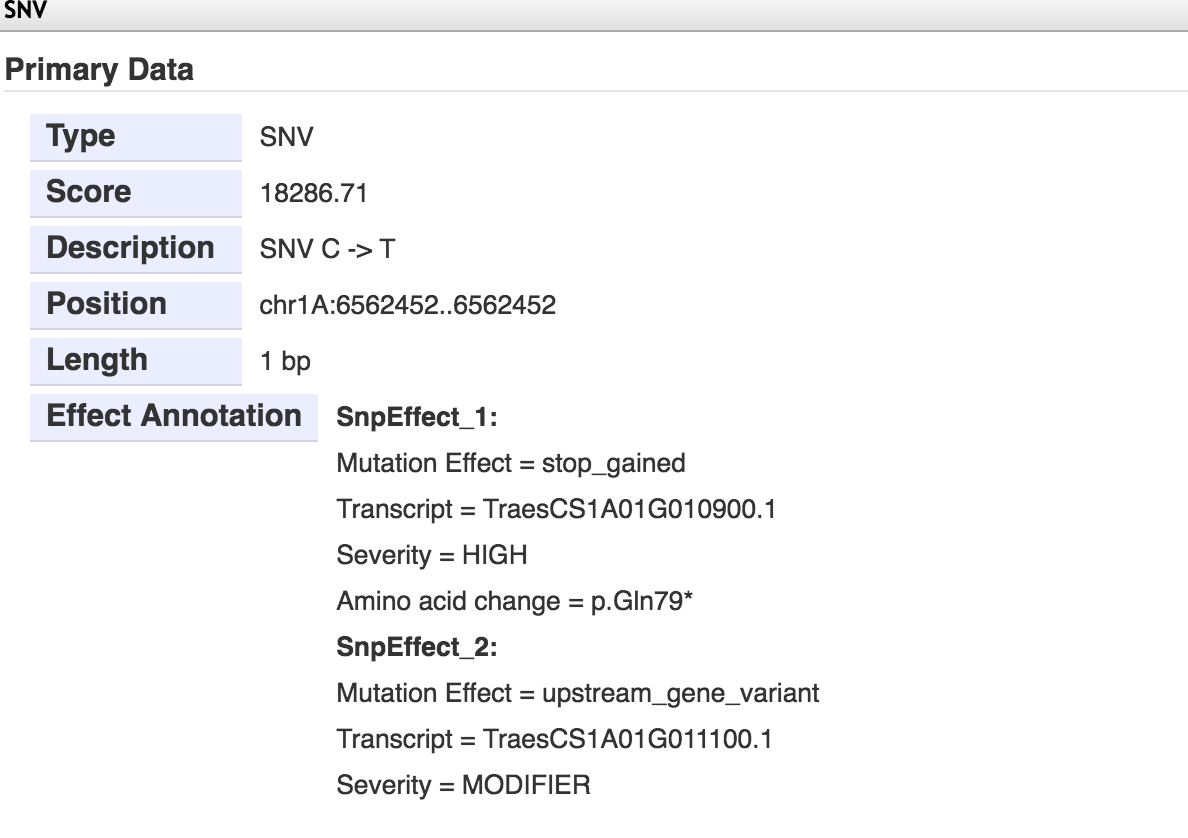 SNV
Primary Data
Type SNV
Score 18286.71
Description SNV C -> T
Position chr1A:6562452..6562452
Length 1 bp
Effect Annotation SnpEffect_1:
Mutation Effect = stop_gained
Transcript = TraesCS1A01G010900.1
Severity = HIGH
Amino acid change = p.Gln79*
SnpEffect_2:
Mutation Effect = upstream_gene_variant
Transcript = TraesCS1A01G011100.1
Severity = MODIFIER